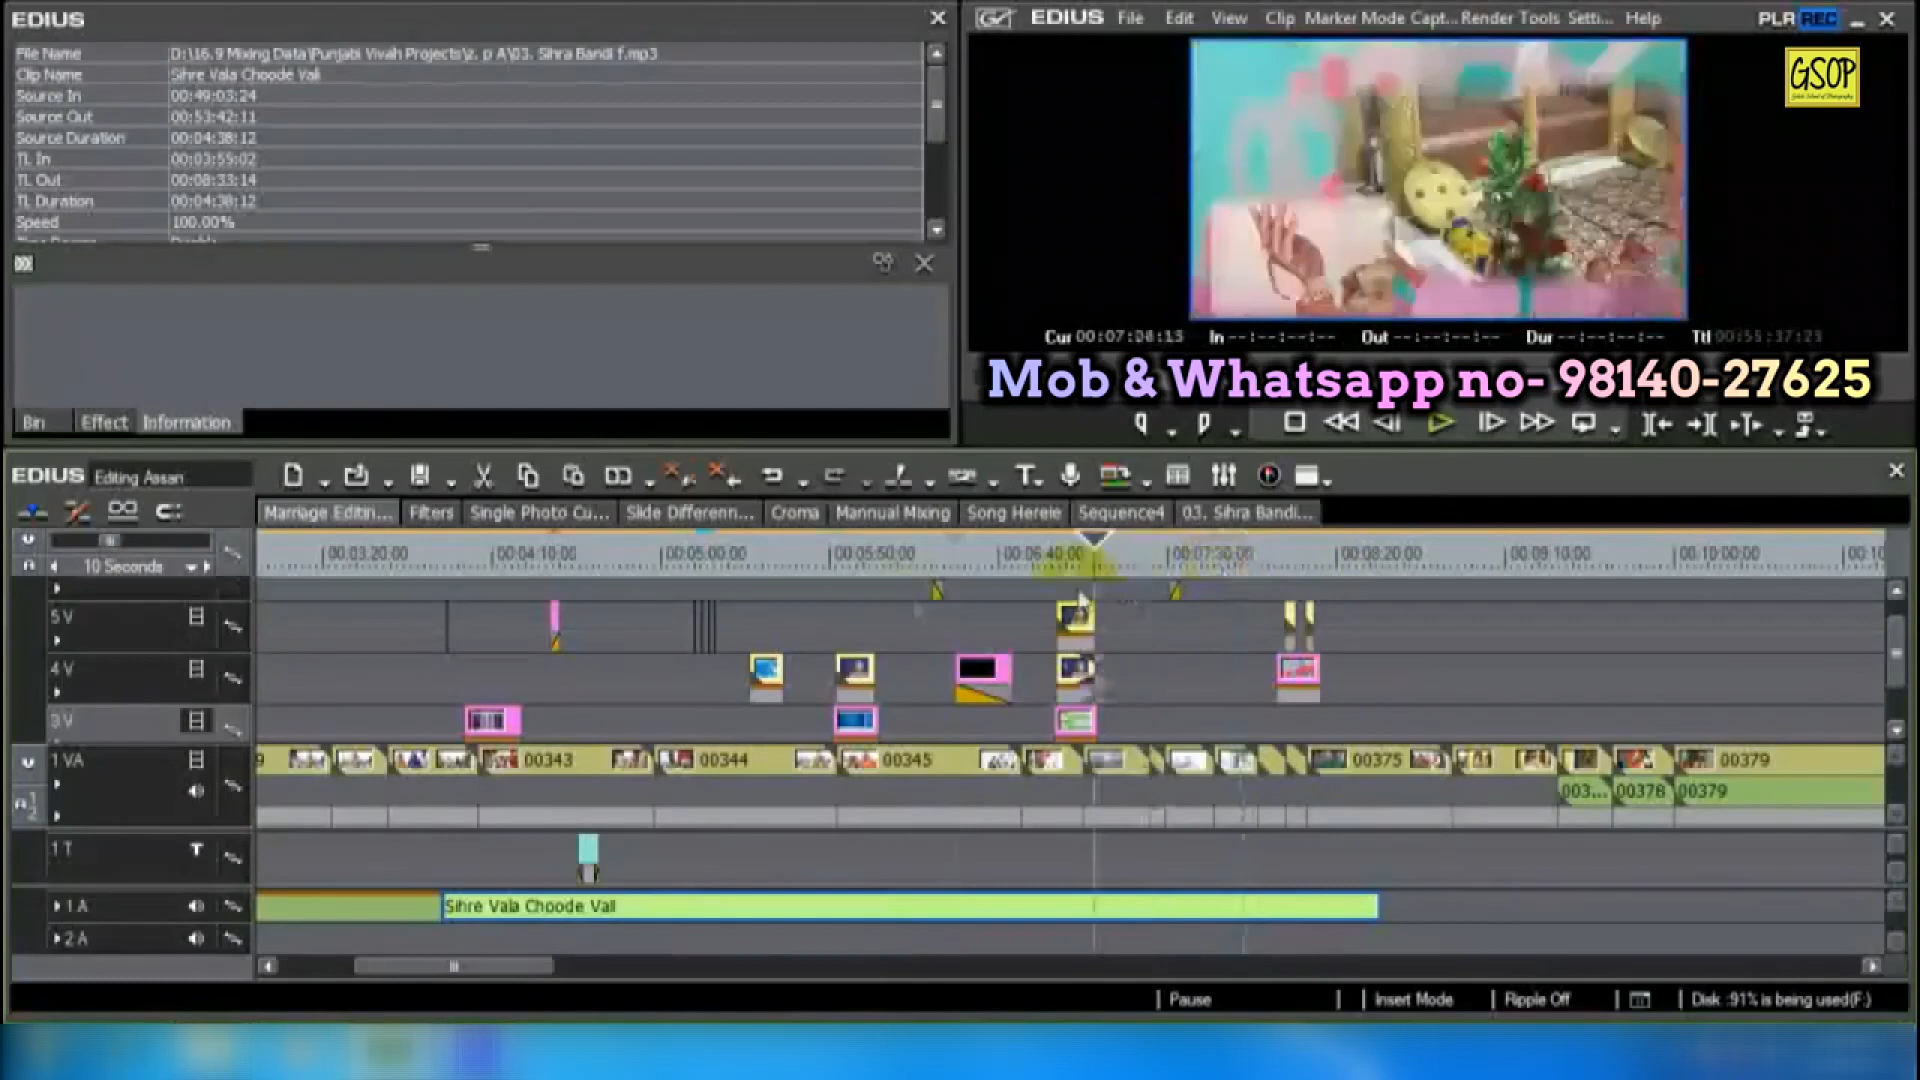 EDIUS
File Name D:\16.9 Mixing Data\Punjabi Vivah Projects\z. p A\03. Sihra Bandi f.mp3
Clip Name Sihre Vala Choode Vali
Source In 00:49:03:24
Source Out 00:53:42:11
Source Duration 00:04:38:12
TL In 00:03:55:02
TL Out 00:08:33:14
TL Duration 00:04:38:12
Speed 100.00%
Bin Effect Information
EDIUS File Edit View Clip Marker Mode Capt... Render Tools Setti... Help PLR REC
GSOP
Cur 00:07:08:15 In --:--:--:-- Out --:--:--:-- Dur --:--:--:-- Ttl 00:55:37:23
Mob & Whatsapp no- 98140-27625
EDIUS Editing Assan
Marriage Editin... Filters Single Photo Cu... Slide Differenn... Croma Mannual Mixing Song Hereie Sequence4 03. Sihra Bandi...
10 Seconds 00:03:20:00 00:04:10:00 00:05:00:00 00:05:50:00 00:06:40:00 00:07:30:00 00:08:20:00 00:09:10:00 00:10:00:00 00:10
5 V
4 V
3 V
1 VA 9 00343 00344 00345 00375 00379
003... 00378 00379
1 T T
1 A Sihre Vala Choode Vali
2 A
Pause Insert Mode Ripple Off Disk :91% is being used(F:)